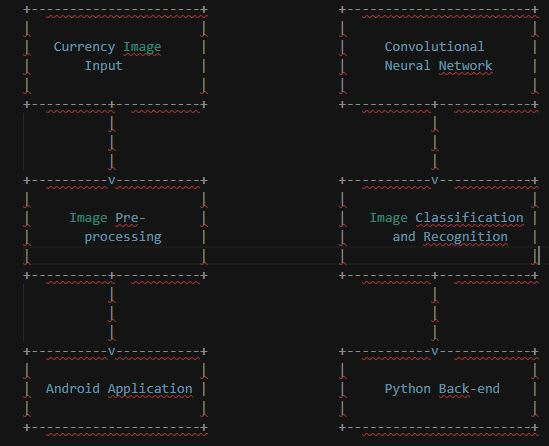 +---------------------+                +----------------------+
|                     |                |                      |
|   Currency Image    |                |    Convolutional     |
|       Input         |                |    Neural Network    |
|                     |                |                      |
+----------+----------+                +-----------+----------+
           |                                       |
           |                                       |
           |                                       |
+----------v----------+                +-----------v----------+
|                     |                |                      |
|     Image Pre-      |                |  Image Classification|
|       processing    |                |     and Recognition  |
|                     |                |                      |
+----------+----------+                +-----------+----------+
           |                                       |
           |                                       |
           |                                       |
+----------v----------+                +-----------v----------+
|                     |                |                      |
| Android Application |                |    Python Back-end   |
|                     |                |                      |
+---------------------+                +----------------------+